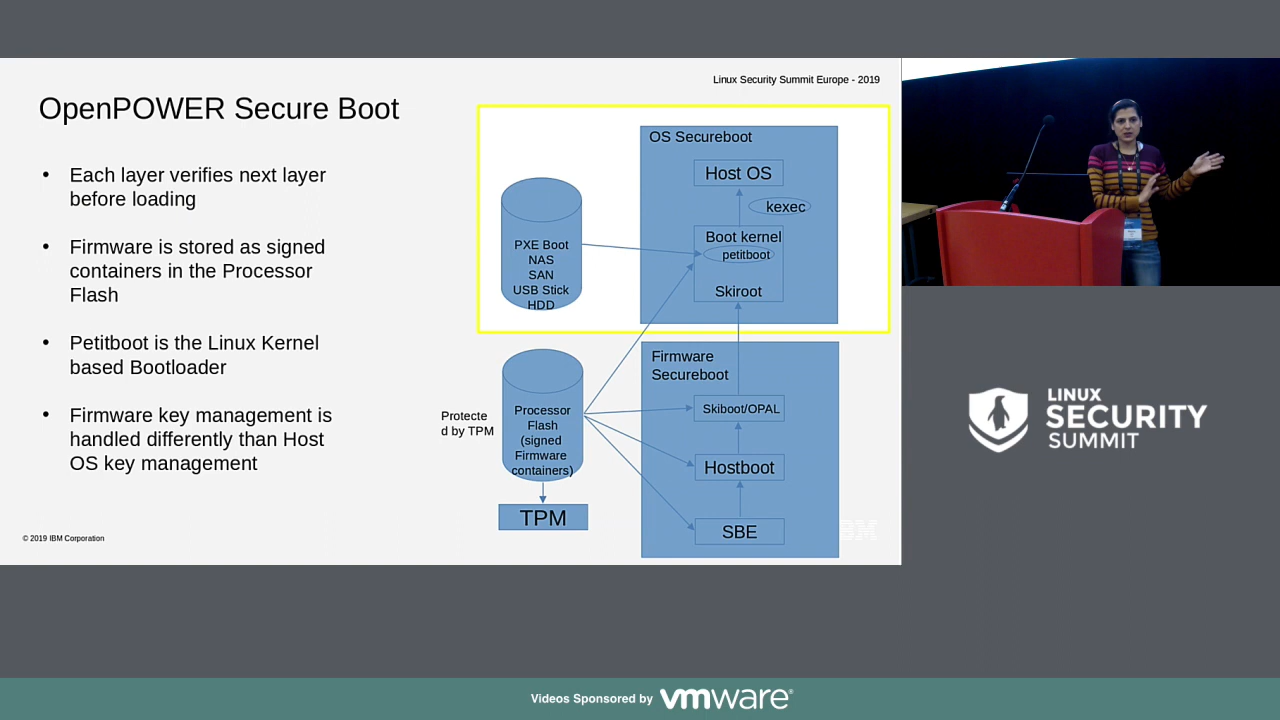 Linux Security Summit Europe - 2019
OpenPOWER Secure Boot
• Each layer verifies next layer
before loading
• Firmware is stored as signed
containers in the Processor
Flash
• Petitboot is the Linux Kernel
based Bootloader
• Firmware key management is
handled differently than Host
OS key management
© 2019 IBM Corporation
OS Secureboot
Host OS
kexec
Boot kernel
petitboot
Skiroot
PXE Boot
NAS
SAN
USB Stick
HDD
Firmware
Secureboot
Skiboot/OPAL
Hostboot
SBE
Processor
Flash
(signed
Firmware
containers)
Protecte
d by TPM
TPM
IBM
LINUX
SECURITY
SUMMIT
Videos Sponsored by vmware®